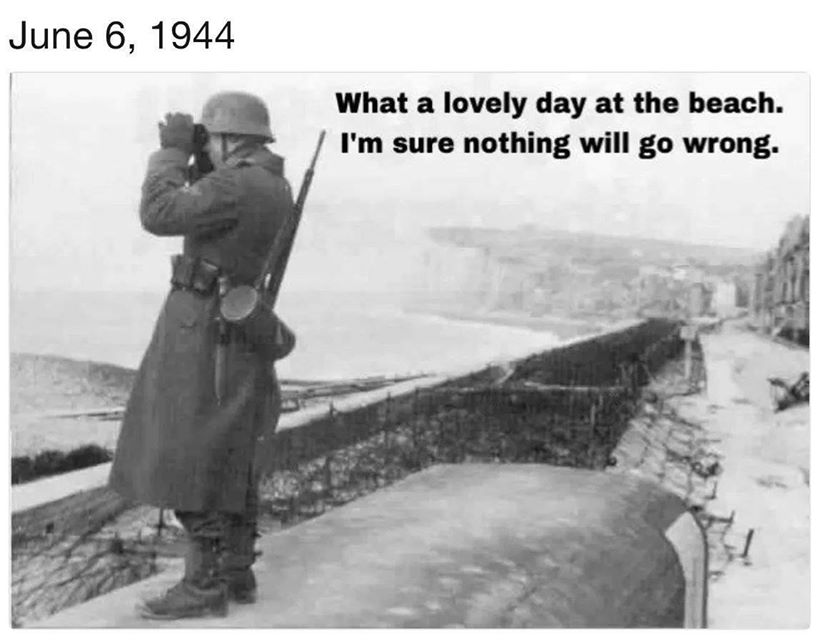 June 6, 1944
What a lovely day at the beach.
I'm sure nothing will go wrong.